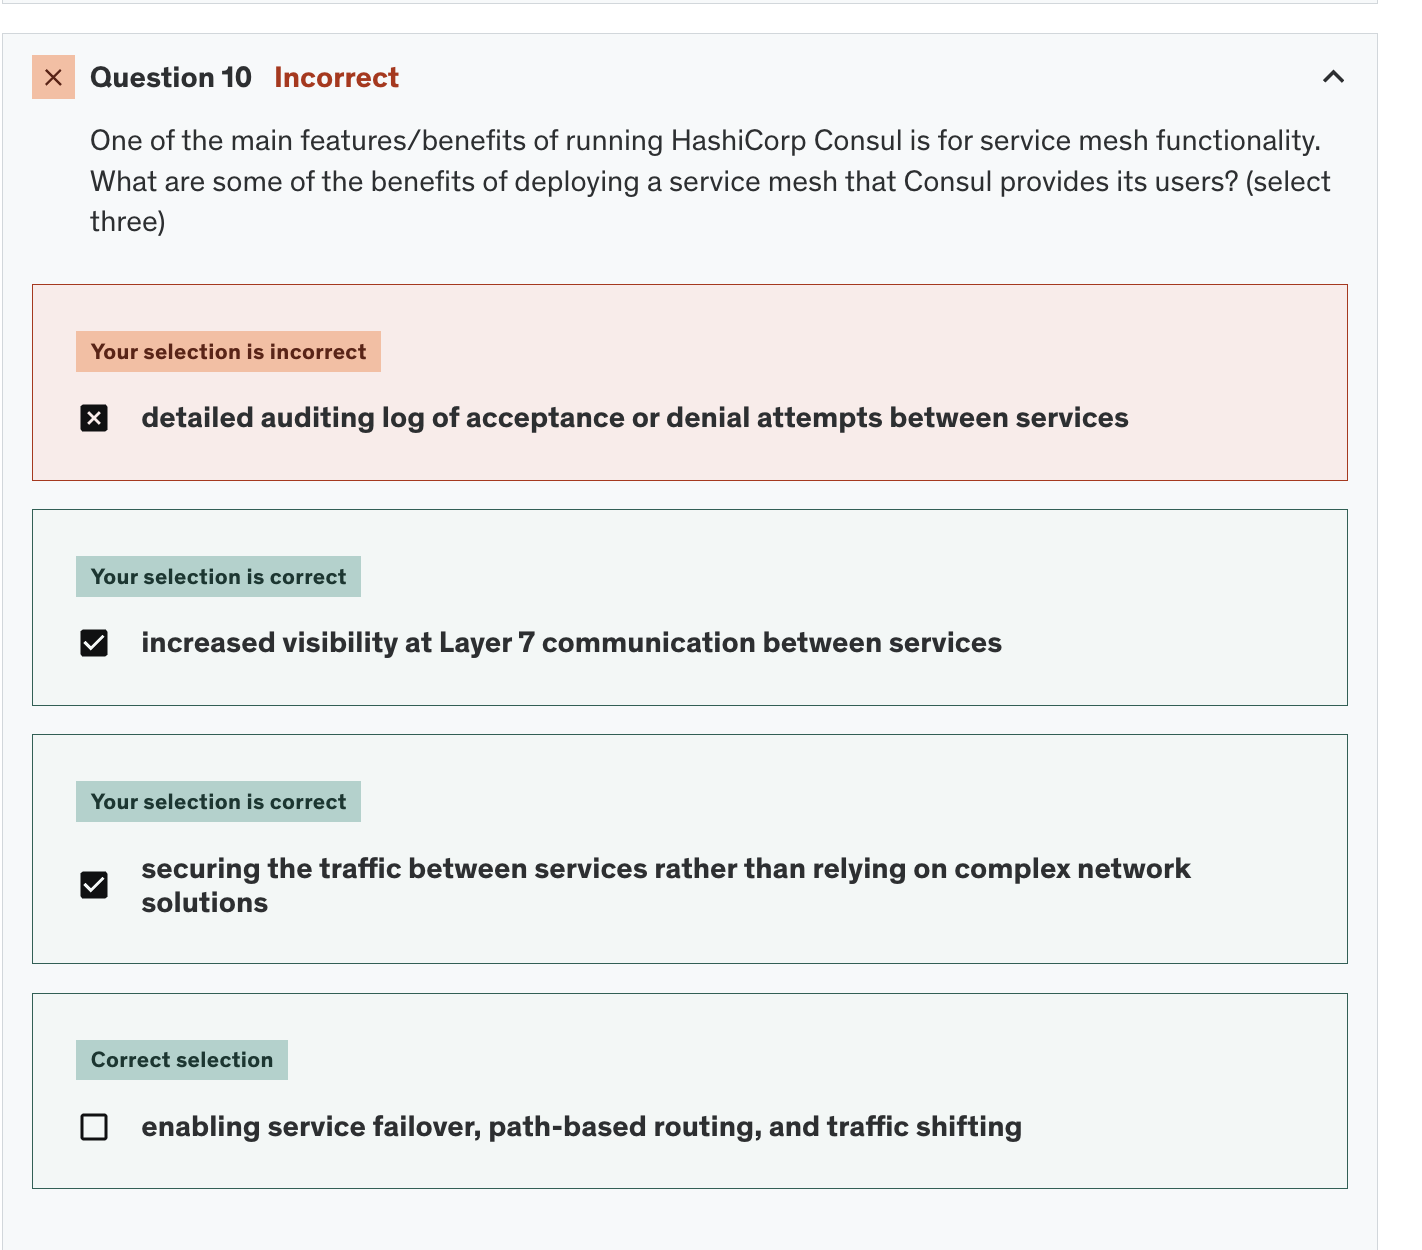 Question 10 Incorrect
One of the main features/benefits of running HashiCorp Consul is for service mesh functionality.
What are some of the benefits of deploying a service mesh that Consul provides its users? (select
three)
Your selection is incorrect
detailed auditing log of acceptance or denial attempts between services
Your selection is correct
increased visibility at Layer 7 communication between services
Your selection is correct
securing the traffic between services rather than relying on complex network
solutions
Correct selection
enabling service failover, path-based routing, and traffic shifting